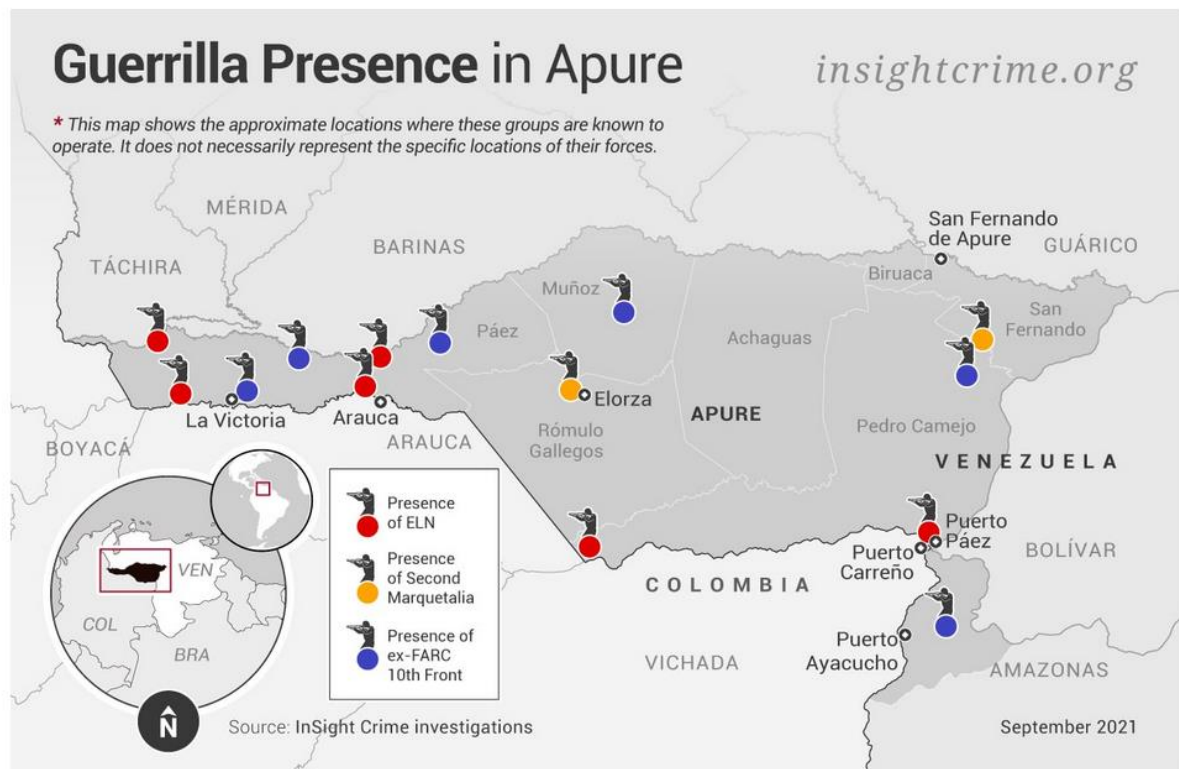 Guerrilla Presence in Apure
insightcrime.org
* This map shows the approximate locations where these groups are known to
operate. It does not necessarily represent the specific locations of their forces.
MÉRIDA
BARINAS
TÁCHIRA
San Fernando
de Apure
GUÁRICO
Biruaca
Muñoz
San
Fernando
Páez
Achaguas
Elorza
La Victoria
Arauca
APURE
Pedro Camejo
BOYACÁ
ARAUCA
Rómulo
Gallegos
VENEZUELA
Presence
of ELN
Presence
of Second
Marquetalia
Presence of
ex-FARC
10th Front
Puerto
Páez
Puerto
Carreño
BOLÍVAR
COLOMBIA
VEN
COL
BRA
Puerto
Ayacucho
VICHADA
AMAZONAS
N
Source: InSight Crime investigations
September 2021